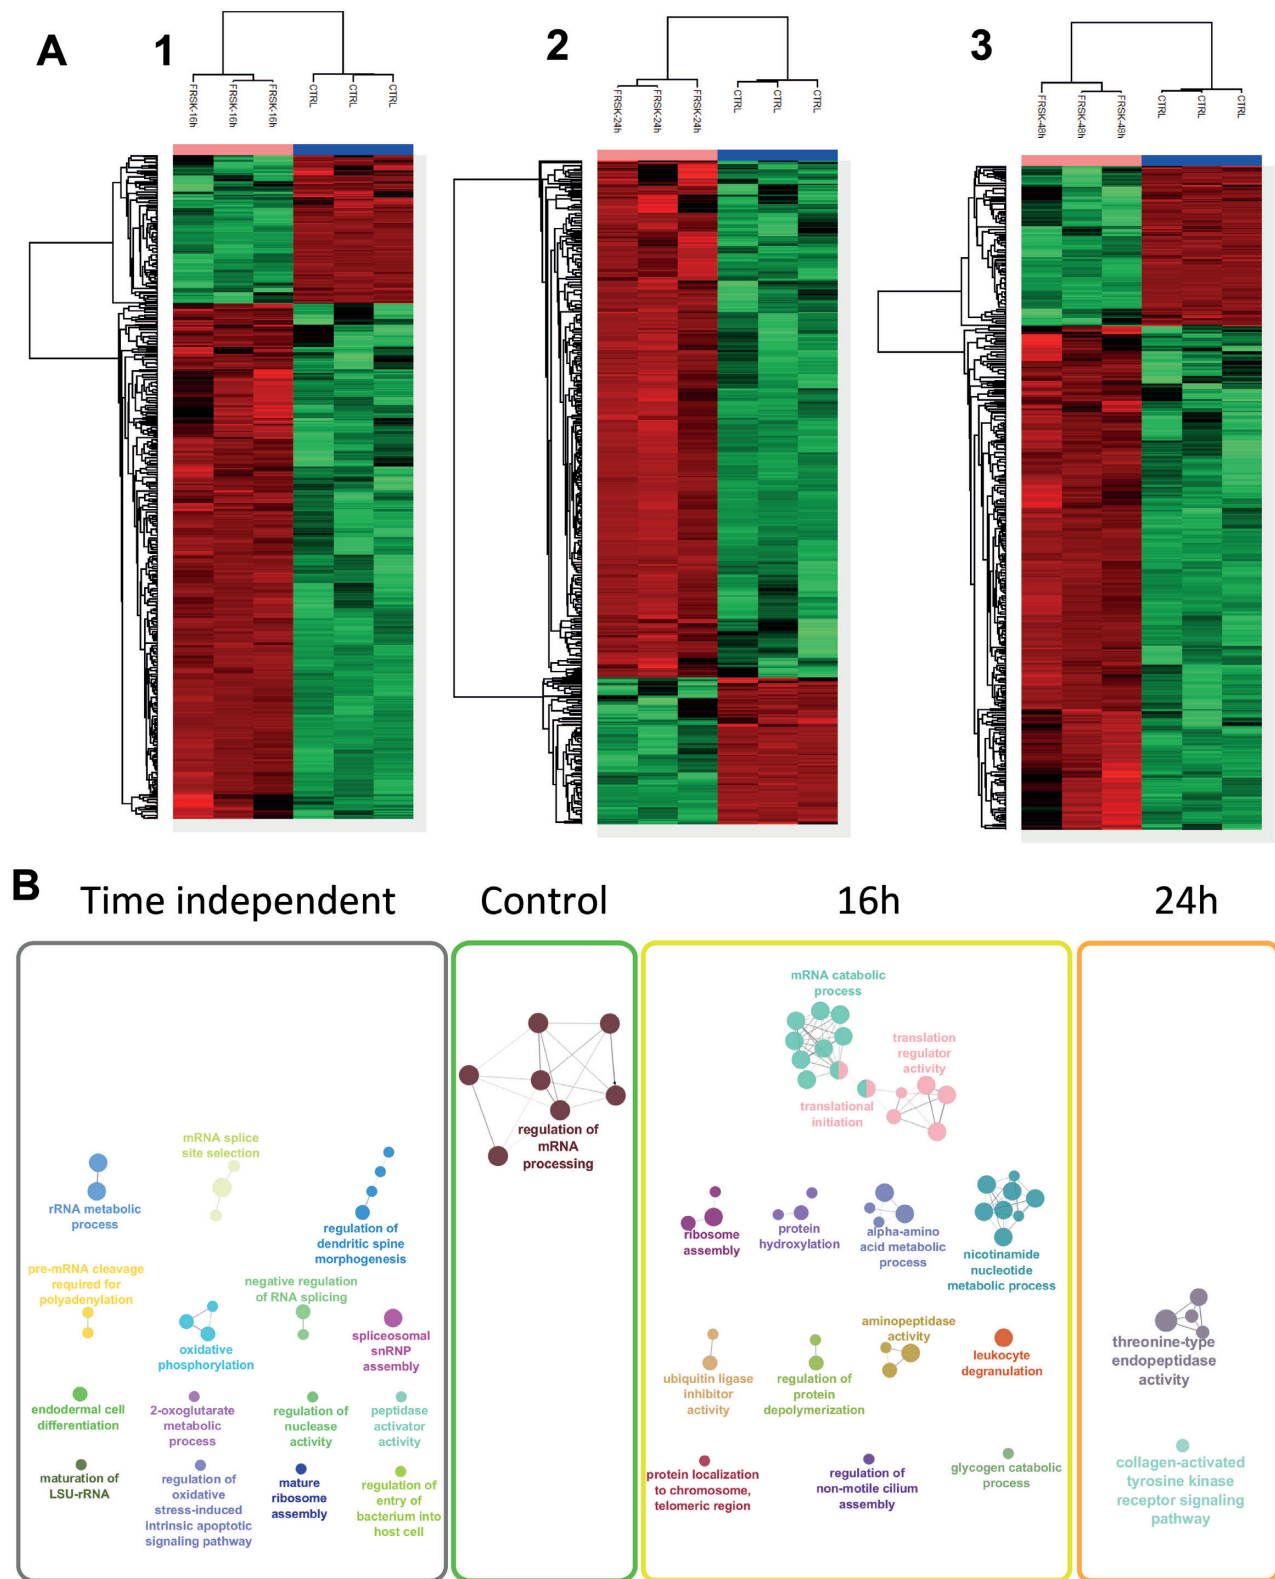 A
1
2
3
FRSK-16h
FRSK-16h
FRSK-16h
CTRL
CTRL
CTRL
FRSK-24h
FRSK-24h
FRSK-24h
CTRL
CTRL
CTRL
FRSK-48h
FRSK-48h
FRSK-48h
CTRL
CTRL
CTRL
B
Time independent
Control
16h
24h
rRNA metabolic
process
mRNA splice
site selection
regulation of
dendritic spine
morphogenesis
pre-mRNA cleavage
required for
polyadenylation
oxidative
phosphorylation
negative regulation
of RNA splicing
spliceosomal
snRNP
assembly
endodermal cell
differentiation
2-oxoglutarate
metabolic
process
regulation of
nuclease
activity
peptidase
activator
activity
maturation of
LSU-rRNA
regulation of
oxidative
stress-induced
intrinsic apoptotic
signaling pathway
mature
ribosome
assembly
regulation of
entry of
bacterium into
host cell
regulation of
mRNA
processing
mRNA catabolic
process
translation
regulator
activity
translational
initiation
ribosome
assembly
protein
hydroxylation
alpha-amino
acid metabolic
process
nicotinamide
nucleotide
metabolic process
ubiquitin ligase
inhibitor
activity
regulation of
protein
depolymerization
aminopeptidase
activity
leukocyte
degranulation
protein localization
to chromosome,
telomeric region
regulation of
non-motile cilium
assembly
glycogen catabolic
process
threonine-type
endopeptidase
activity
collagen-activated
tyrosine kinase
receptor signaling
pathway